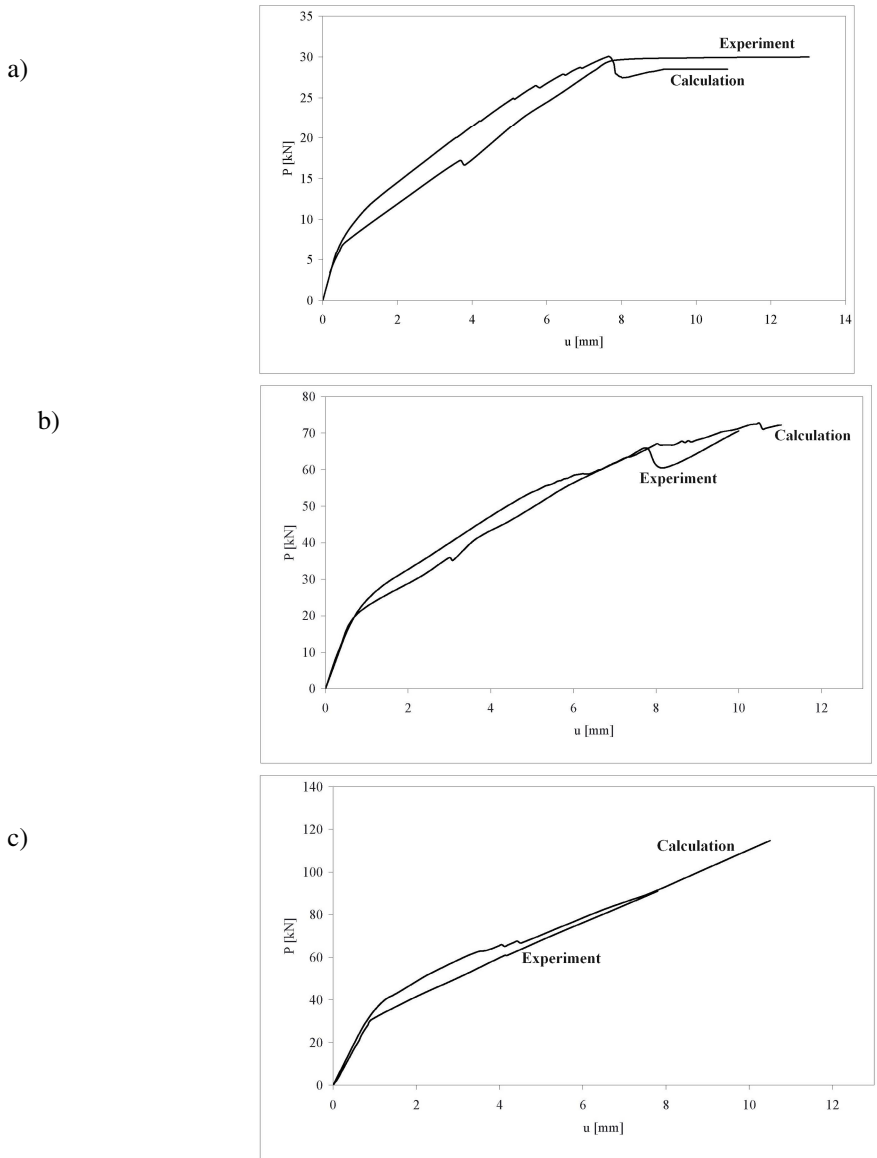 a)
35
30
25
20
15
10
5
0
P [kN]
Experiment
Calculation
0 2 4 6 8 10 12 14
u [mm]
b)
80
70
60
50
40
30
20
10
0
P [kN]
Calculation
Experiment
0 2 4 6 8 10 12
u [mm]
c)
140
120
100
80
60
40
20
0
P [kN]
Calculation
Experiment
0 2 4 6 8 10 12
u [mm]